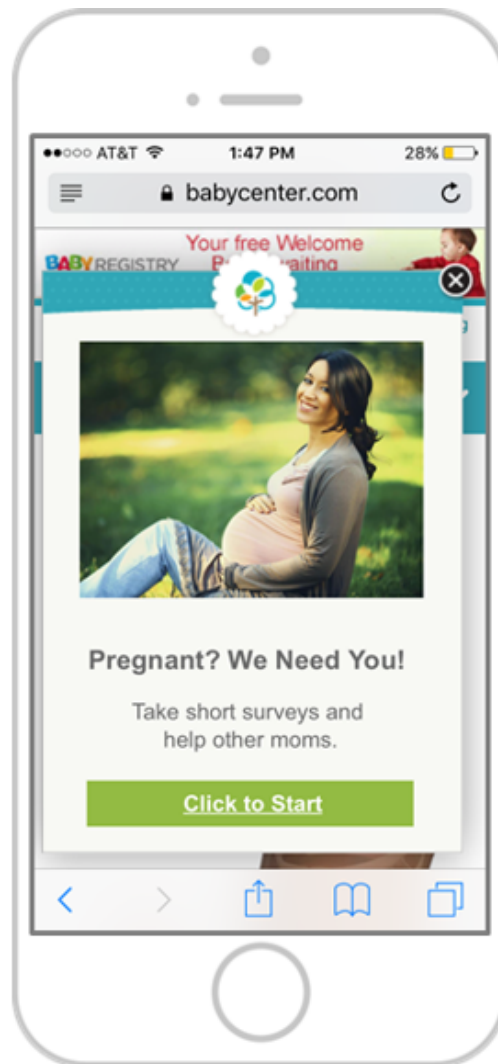 AT&T 1:47 PM 28%
babycenter.com
Your free Welcome
BABY REGISTRY B waiting
g
Pregnant? We Need You!
Take short surveys and
help other moms.
Click to Start